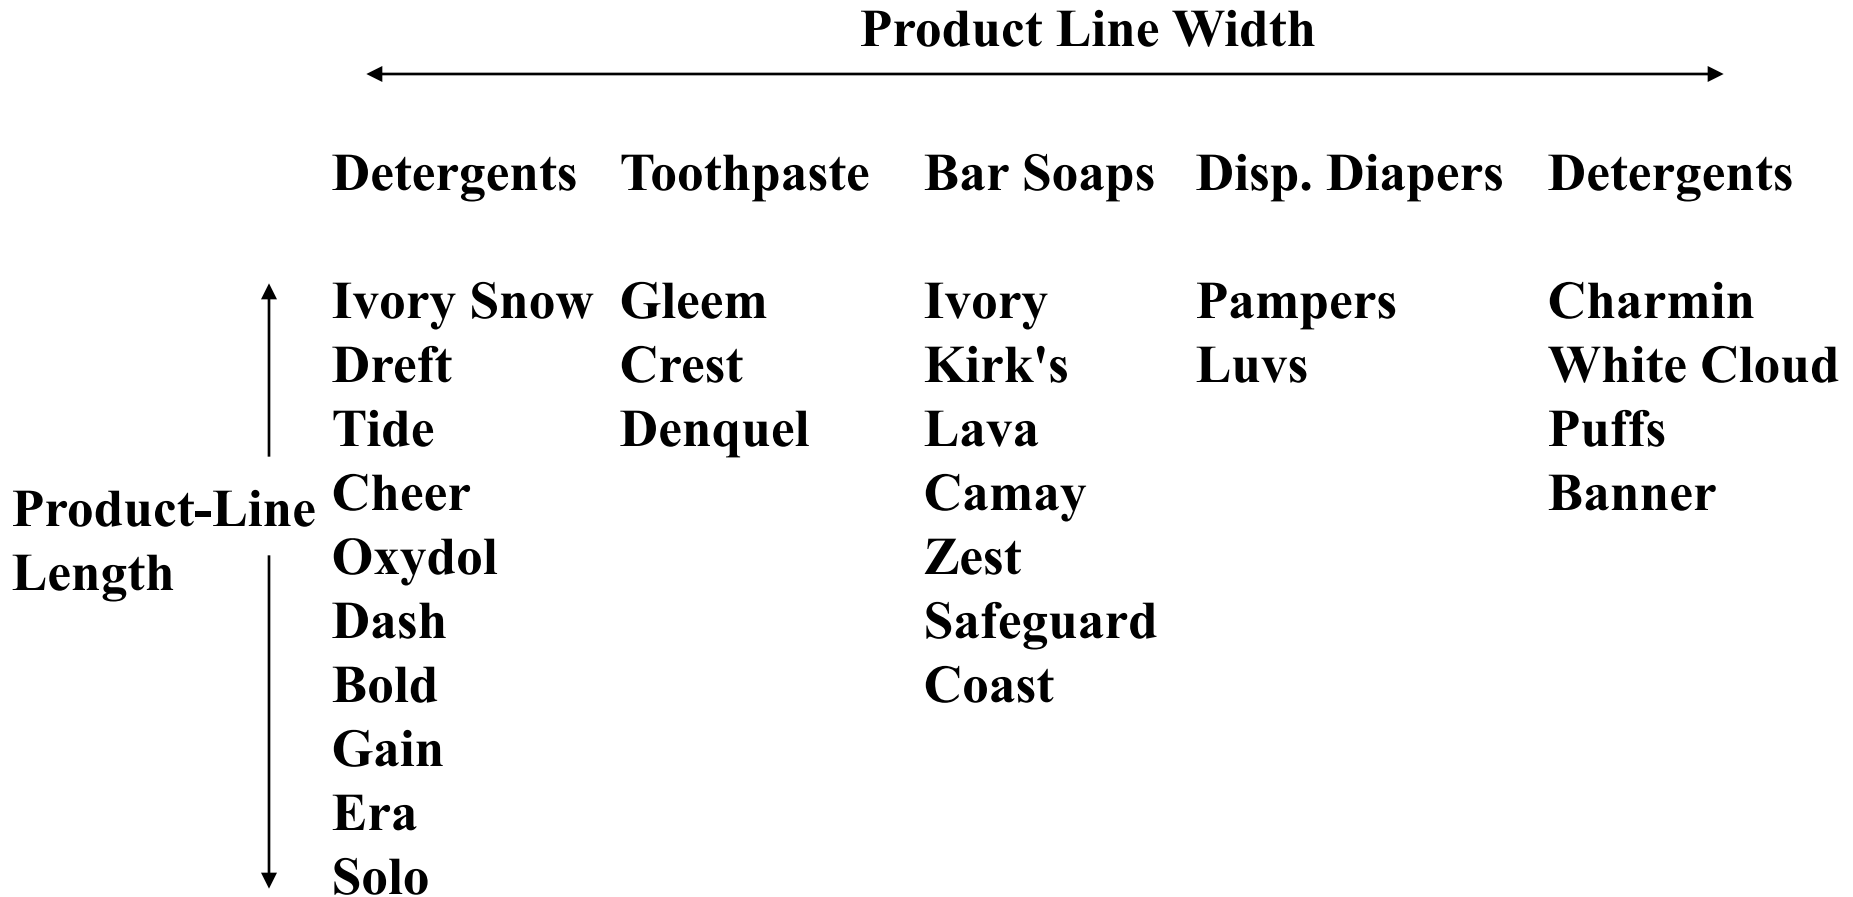 Product Line Width
Detergents Toothpaste Bar Soaps Disp. Diapers Detergents
Ivory Snow Gleem Ivory Pampers Charmin
Dreft Crest Kirk's Luvs White Cloud
Tide Denquel Lava Puffs
Cheer Camay Banner
Product-Line
Oxydol Zest
Length
Dash Safeguard
Bold Coast
Gain
Era
Solo